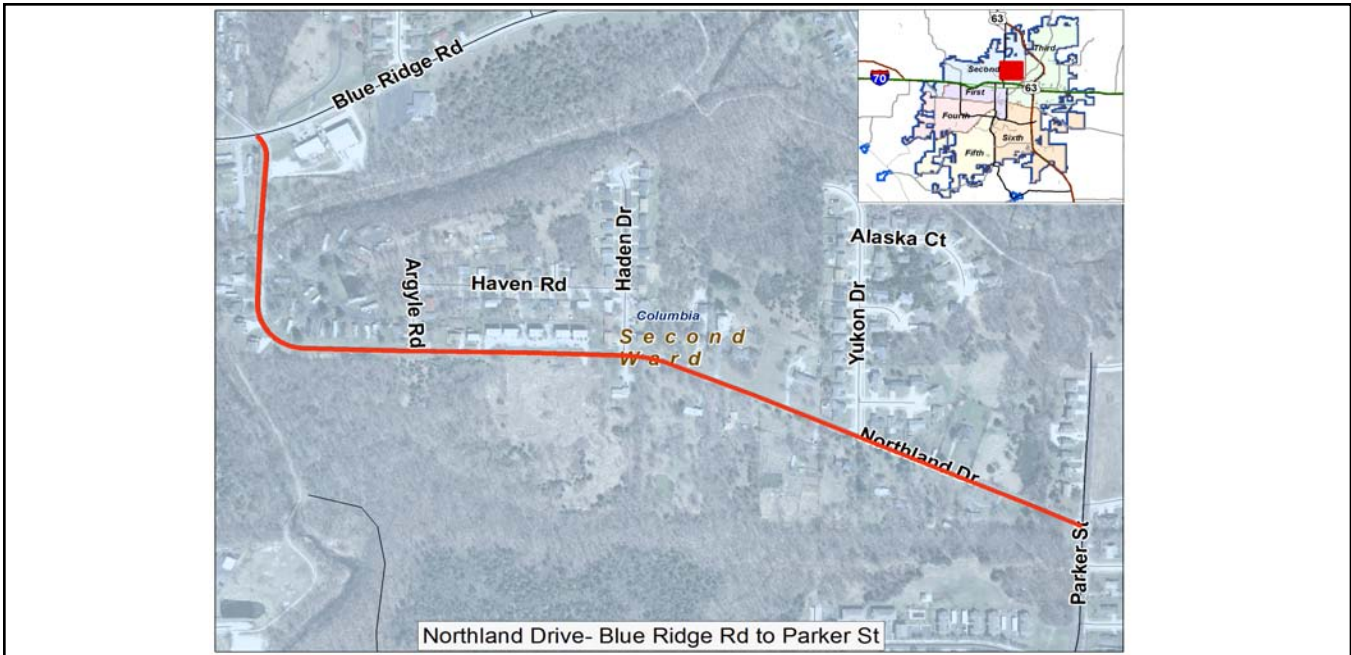 63
Third
Second
70
63
First
Fourth
Sixth
Fifth
Blue Ridge Rd
Haden Dr
Alaska Ct
Argyle Rd
Haven Rd
Columbia
Second
Ward
Yukon Dr
Northland Dr
Parker St
Northland Drive- Blue Ridge Rd to Parker St